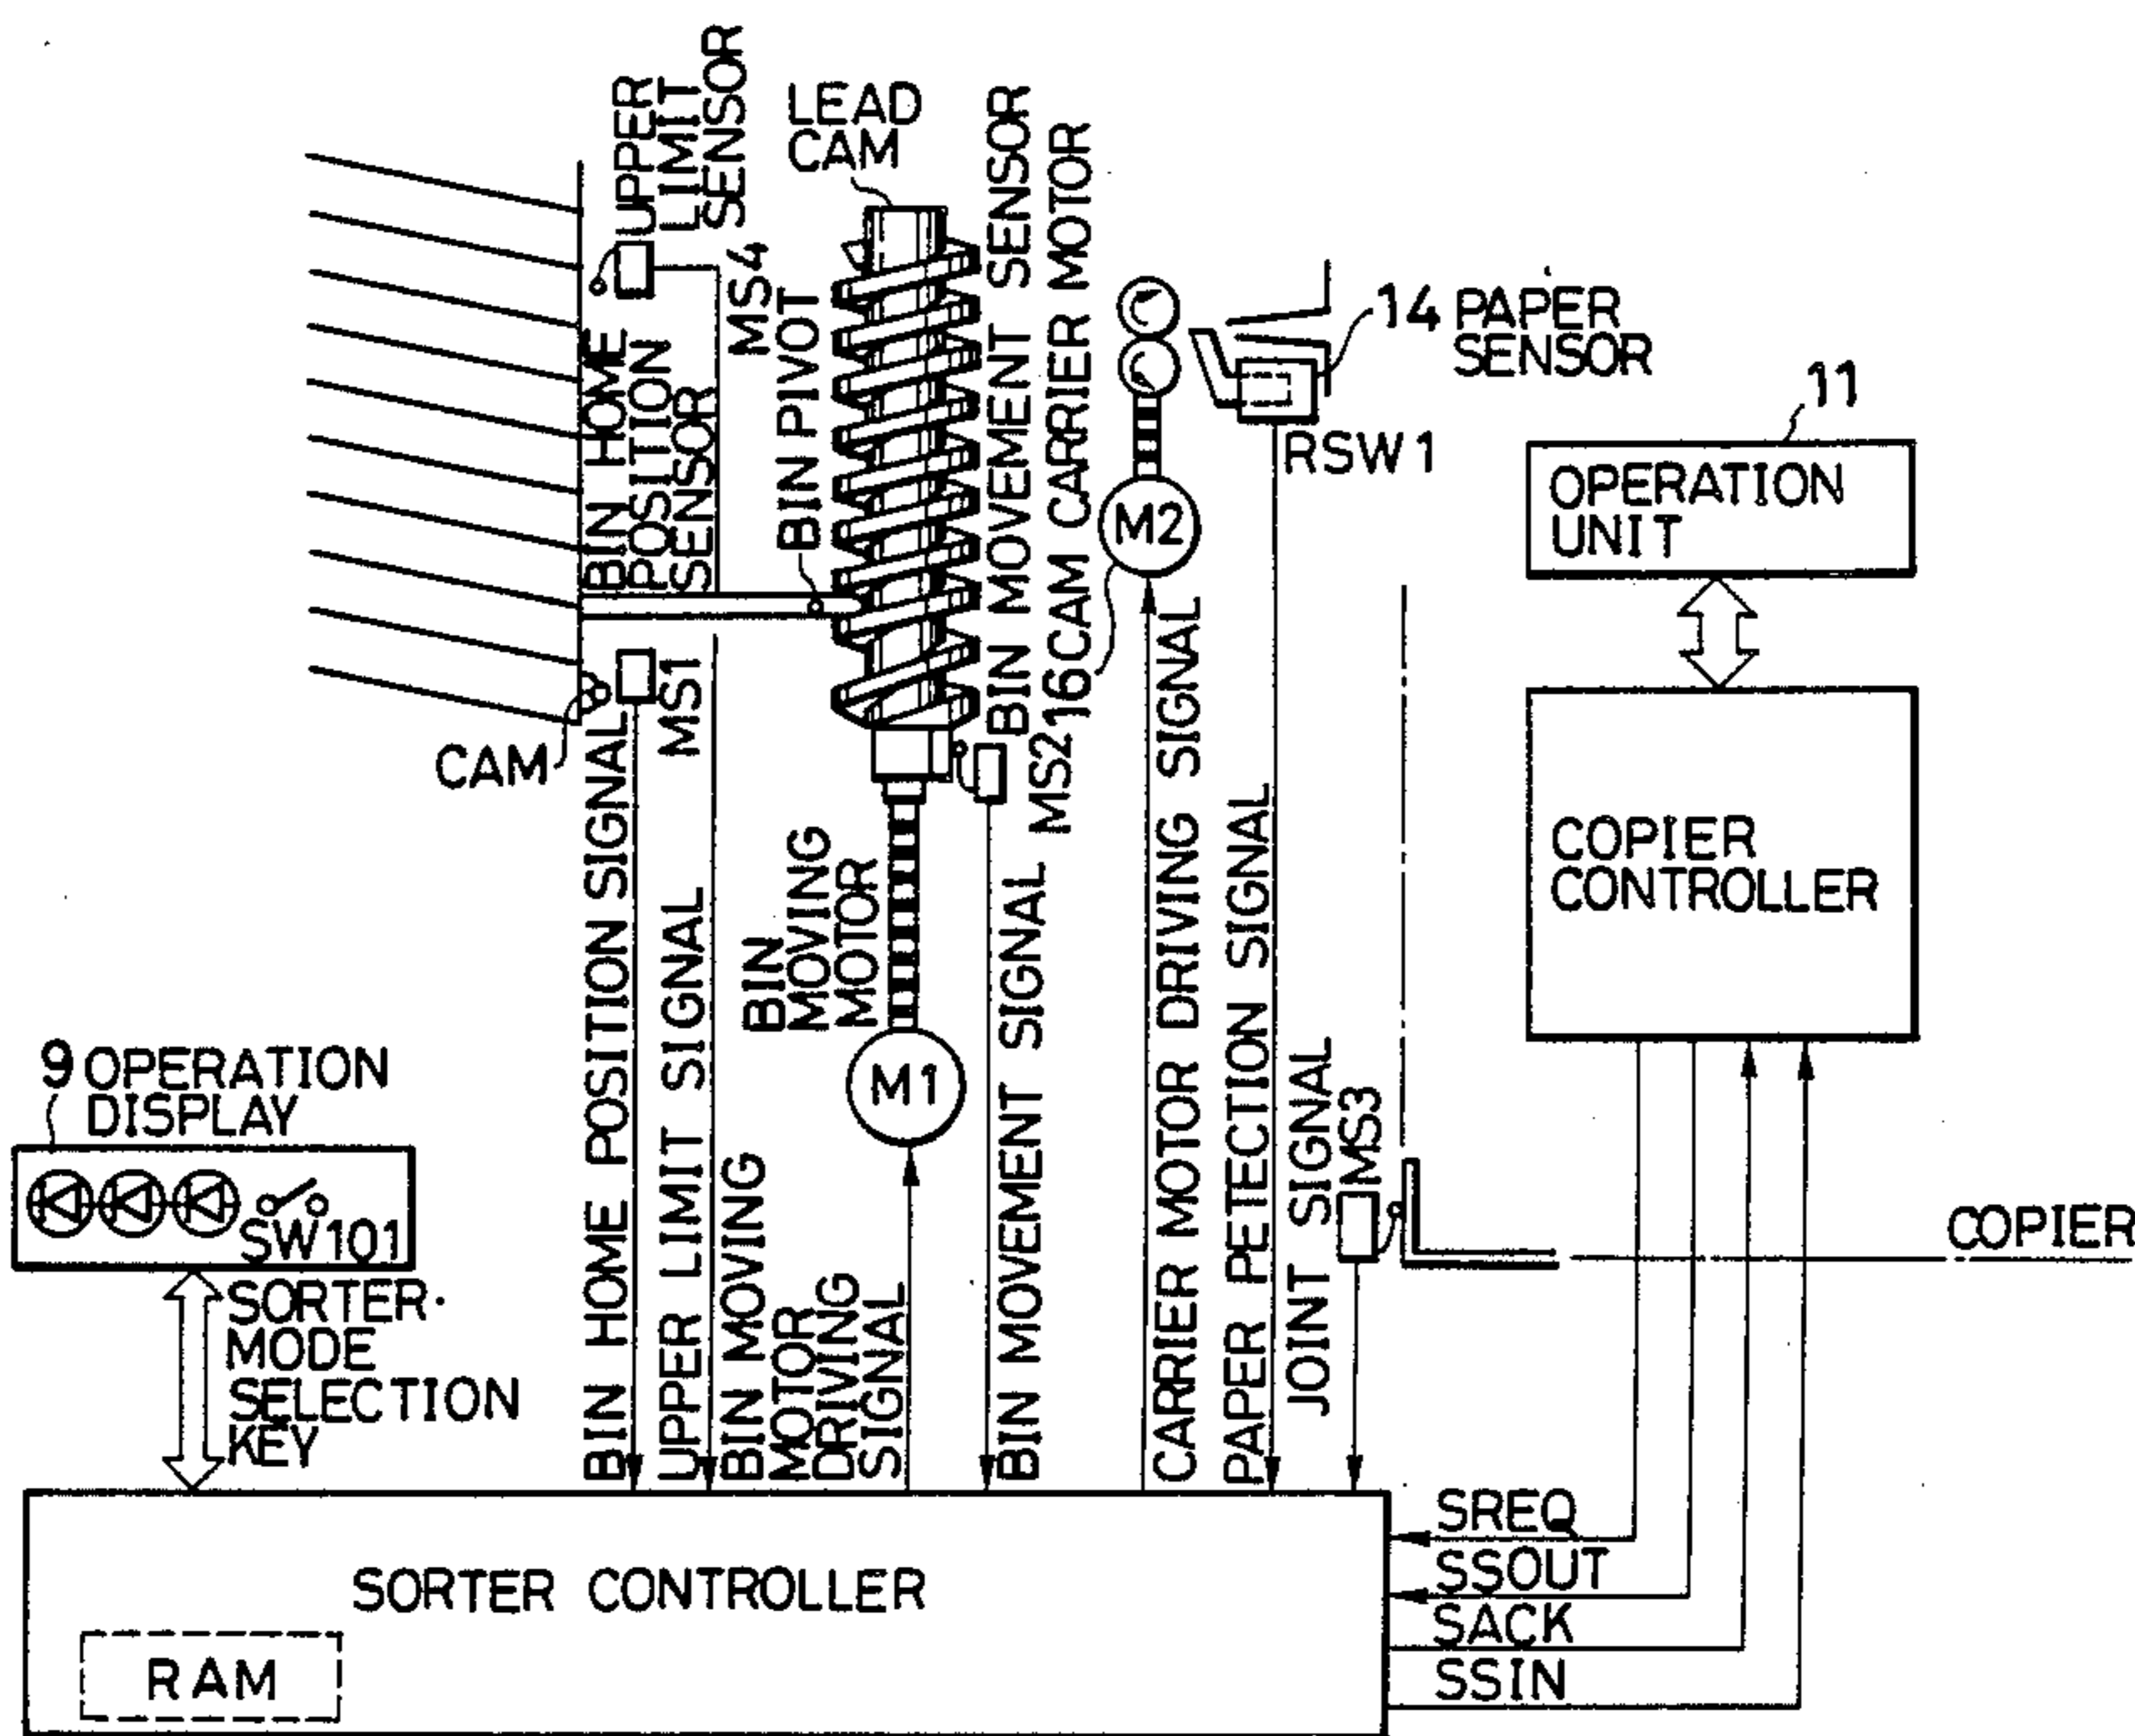 UPPER
LIMIT
SENSOR
LEAD
CAM
MS4
BIN PIVOT
BIN HOME
POSITION
SENSOR
BIN MOVEMENT SENSOR
MS2
16 CAM CARRIER MOTOR
M2
14 PAPER
SENSOR
RSW1
11
OPERATION
UNIT
COPIER
CONTROLLER
CAM
MS1
BIN HOME POSITION SIGNAL
UPPER LIMIT SIGNAL
BIN
MOVING
MOTOR
M1
BIN MOVING
MOTOR
DRIVING
SIGNAL
BIN MOVEMENT SIGNAL
CARRIER MOTOR DRIVING SIGNAL
PAPER PETECTION SIGNAL
JOINT SIGNAL
MS3
COPIER
9 OPERATION
DISPLAY
SW101
SORTER·
MODE
SELECTION
KEY
SORTER CONTROLLER
RAM
SREQ
SSOUT
SACK
SSIN